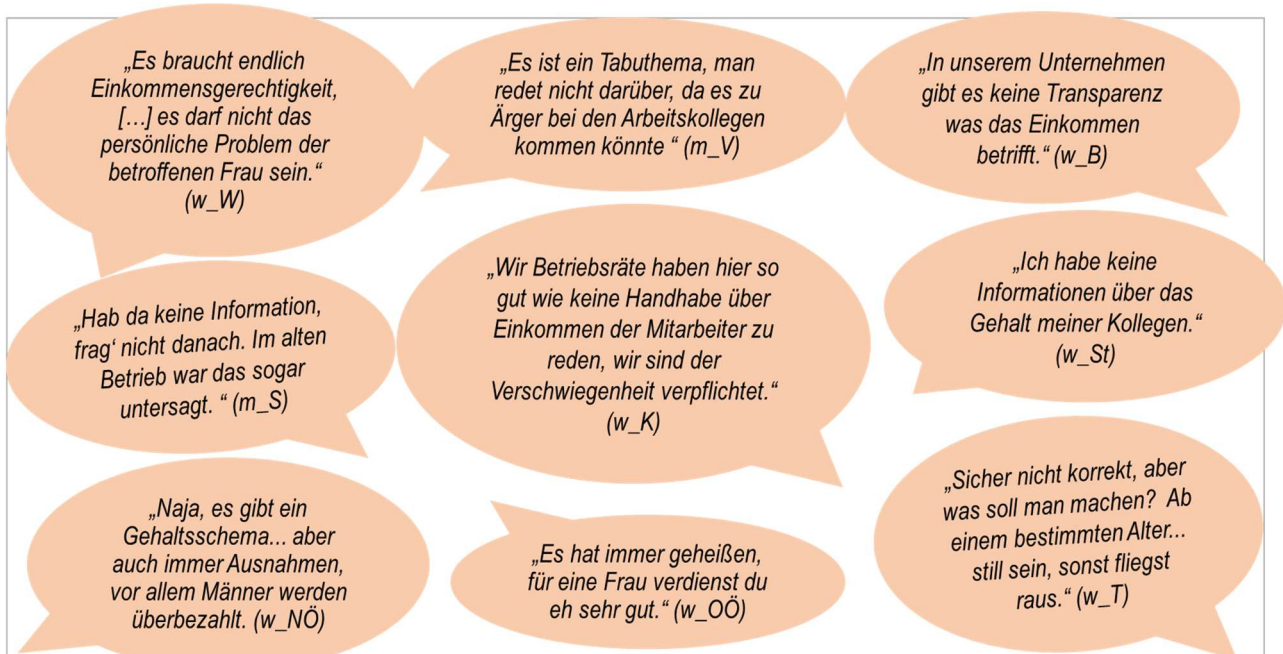 „Es braucht endlich
Einkommensgerechtigkeit,
[…] es darf nicht das
persönliche Problem der
betroffenen Frau sein.“
(w_W)
„Es ist ein Tabuthema, man
redet nicht darüber, da es zu
Ärger bei den Arbeitskollegen
kommen könnte “ (m_V)
„In unserem Unternehmen
gibt es keine Transparenz
was das Einkommen
betrifft.“ (w_B)
„Hab da keine Information,
frag‘ nicht danach. Im alten
Betrieb war das sogar
untersagt. “ (m_S)
„Wir Betriebsräte haben hier so
gut wie keine Handhabe über
Einkommen der Mitarbeiter zu
reden, wir sind der
Verschwiegenheit verpflichtet.“
(w_K)
„Ich habe keine
Informationen über das
Gehalt meiner Kollegen.“
(w_St)
„Naja, es gibt ein
Gehaltsschema... aber
auch immer Ausnahmen,
vor allem Männer werden
überbezahlt. (w_NÖ)
„Es hat immer geheißen,
für eine Frau verdienst du
eh sehr gut.“ (w_OÖ)
„Sicher nicht korrekt, aber
was soll man machen? Ab
einem bestimmten Alter...
still sein, sonst fliegst
raus.“ (w_T)